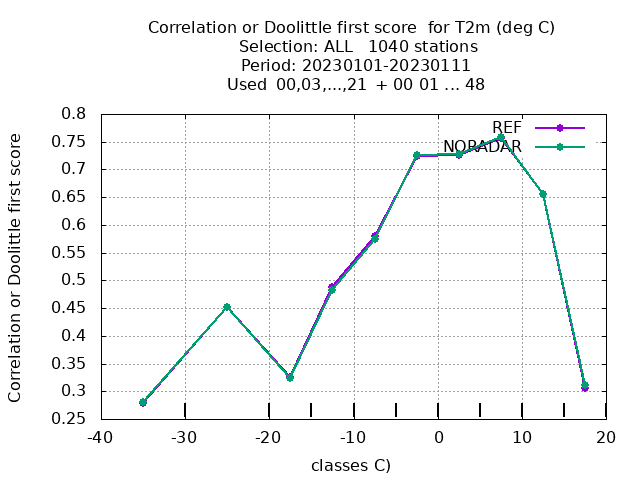 Correlation or Doolittle first score  for T2m (deg C)
Selection: ALL   1040 stations
Period: 20230101-20230111
Used  00,03,...,21  + 00 01 ... 48
Correlation or Doolittle first score
0.8
0.75
0.7
0.65
0.6
0.55
0.5
0.45
0.4
0.35
0.3
0.25
REF
NORADAR
-40 -30 -20 -10 0 10 20
classes C)